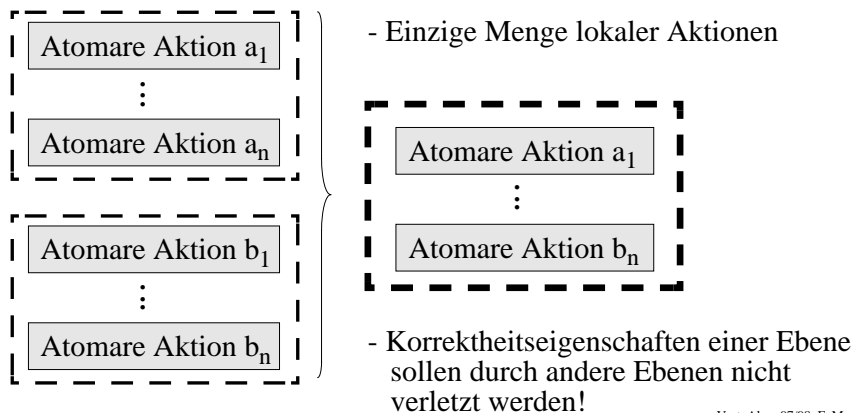 Atomare Aktion a1
⋮
Atomare Aktion an
Atomare Aktion b1
⋮
Atomare Aktion bn
- Einzige Menge lokaler Aktionen
Atomare Aktion a1
⋮
Atomare Aktion bn
- Korrektheitseigenschaften einer Ebene
sollen durch andere Ebenen nicht
verletzt werden!